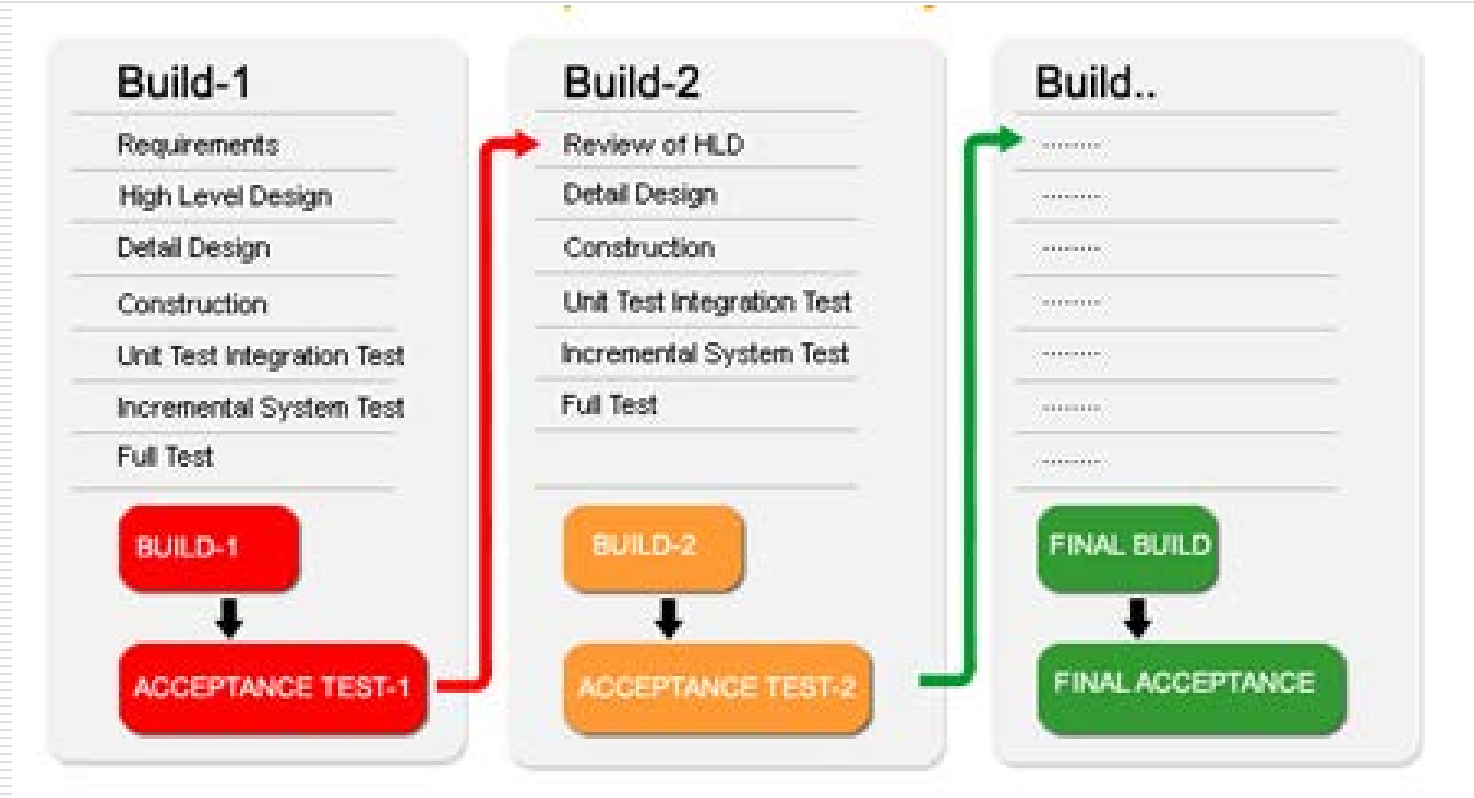 Build-1
Requirements
High Level Design
Detail Design
Construction
Unit Test Integration Test
Incremental System Test
Full Test
BUILD-1
ACCEPTANCE TEST-1
Build-2
Review of HLD
Detail Design
Construction
Unit Test Integration Test
Incremental System Test
Full Test
BUILD-2
ACCEPTANCE TEST-2
Build..
.........
.........
.........
.........
.........
.........
.........
FINAL BUILD
FINAL ACCEPTANCE